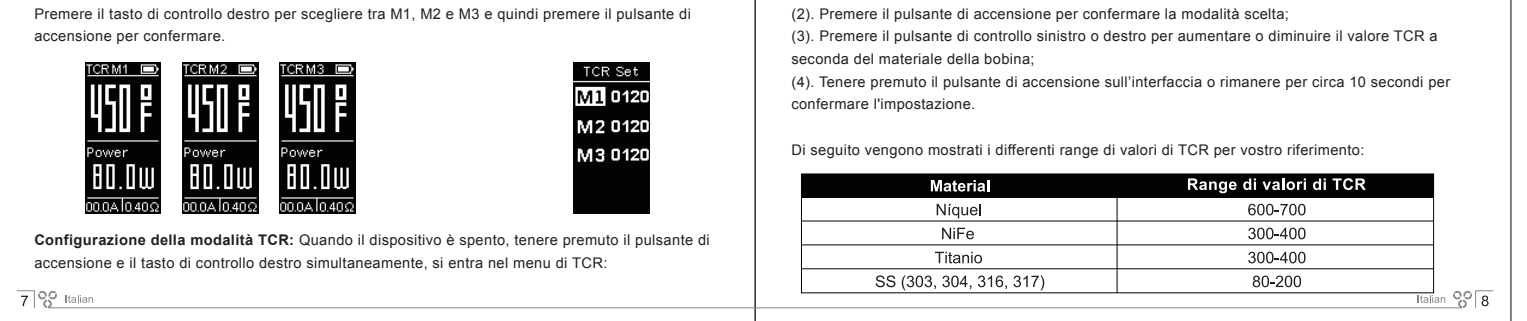 Premere il tasto di controllo destro per scegliere tra M1, M2 e M3 e quindi premere il pulsante di
accensione per confermare.
TCR M1
450°F
Power
80.0W
00.0A 0.40Ω
TCR M2
450°F
Power
80.0W
00.0A 0.40Ω
TCR M3
450°F
Power
80.0W
00.0A 0.40Ω
TCR Set
M1 0120
M2 0120
M3 0120
Configurazione della modalità TCR: Quando il dispositivo è spento, tenere premuto il pulsante di
accensione e il tasto di controllo destro simultaneamente, si entra nel menu di TCR:
7 Italian
(2). Premere il pulsante di accensione per confermare la modalità scelta;
(3). Premere il pulsante di controllo sinistro o destro per aumentare o diminuire il valore TCR a
seconda del materiale della bobina;
(4). Tenere premuto il pulsante di accensione sull'interfaccia o rimanere per circa 10 secondi per
confermare l'impostazione.
Di seguito vengono mostrati i differenti range di valori di TCR per vostro riferimento:
Material Range di valori di TCR
Níquel 600-700
NiFe 300-400
Titanio 300-400
SS (303, 304, 316, 317) 80-200
Italian 8